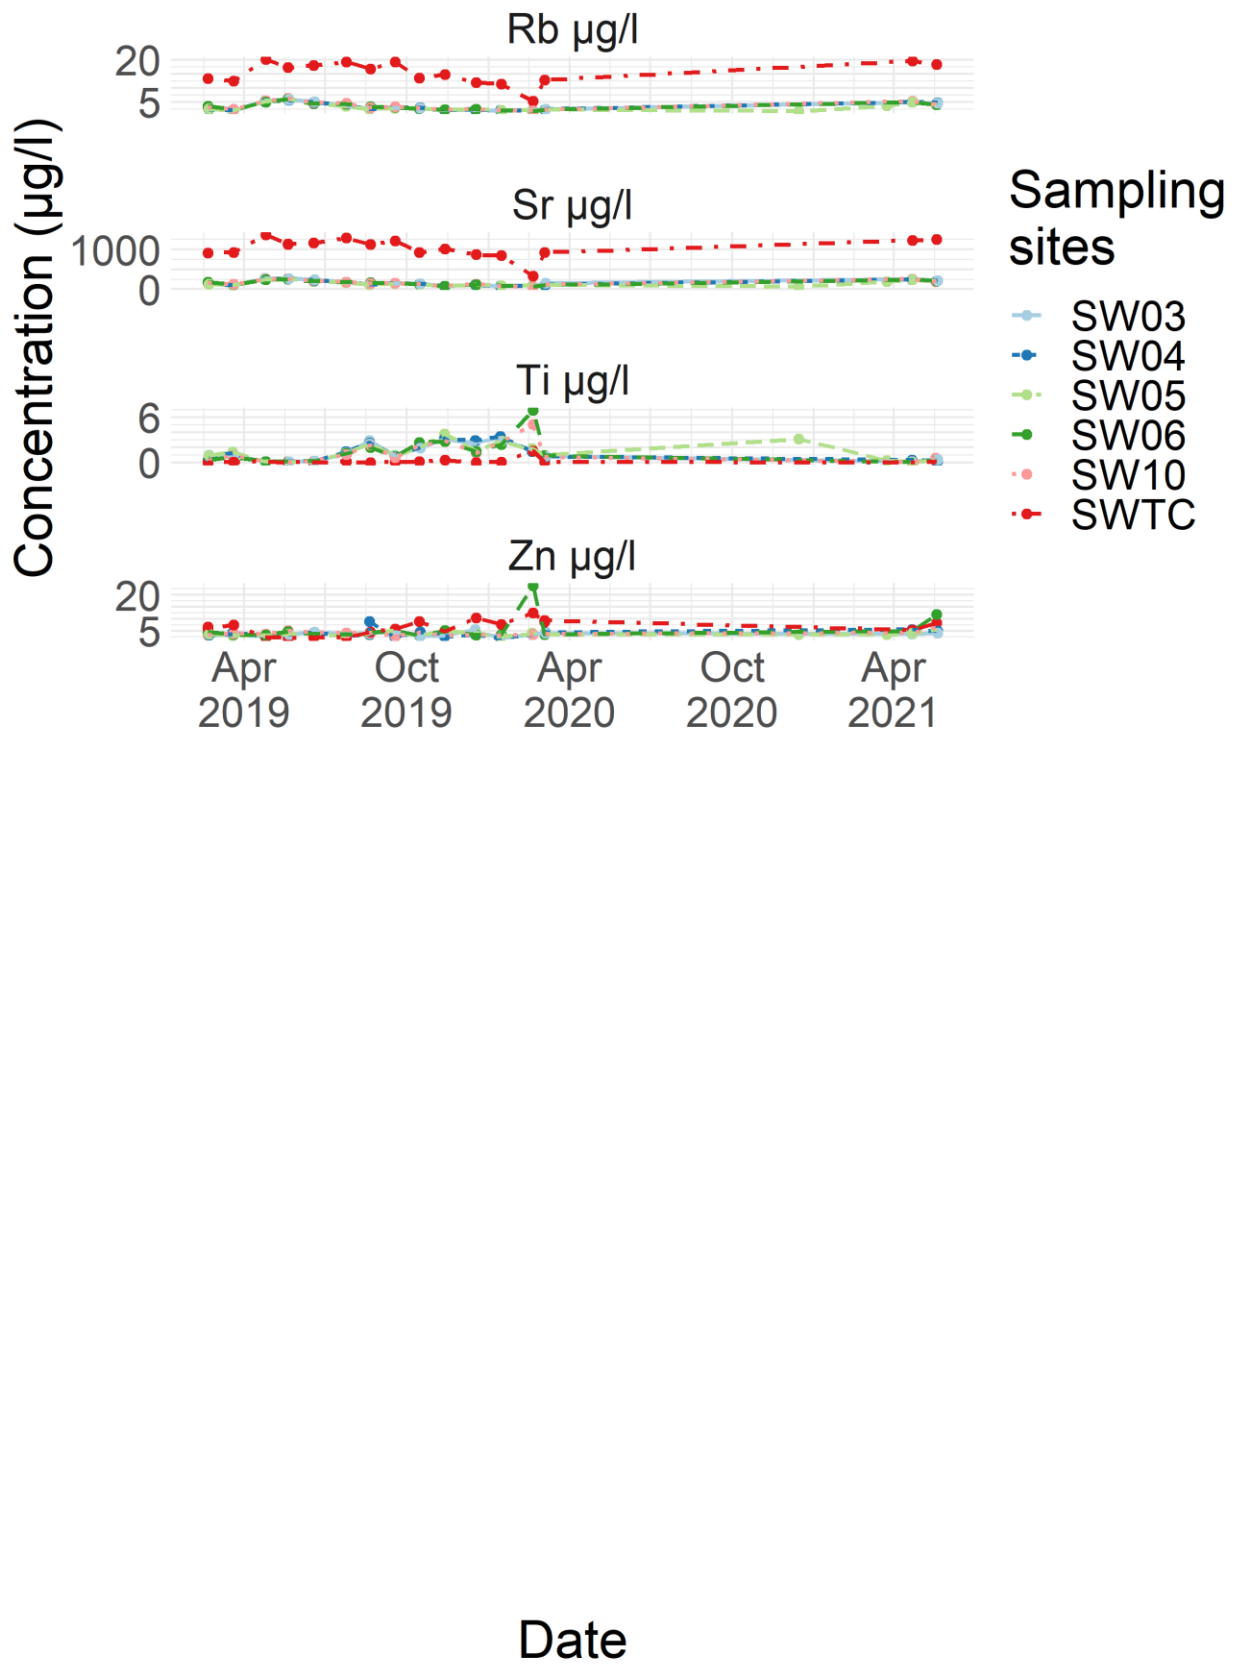 Rb µg/l
20
5
Concentration (µg/l)
Sr µg/l
1000
0
Ti µg/l
6
0
Zn µg/l
20
5
Apr 2019
Oct 2019
Apr 2020
Oct 2020
Apr 2021
Sampling
sites
SW03
SW04
SW05
SW06
SW10
SWTC
Date